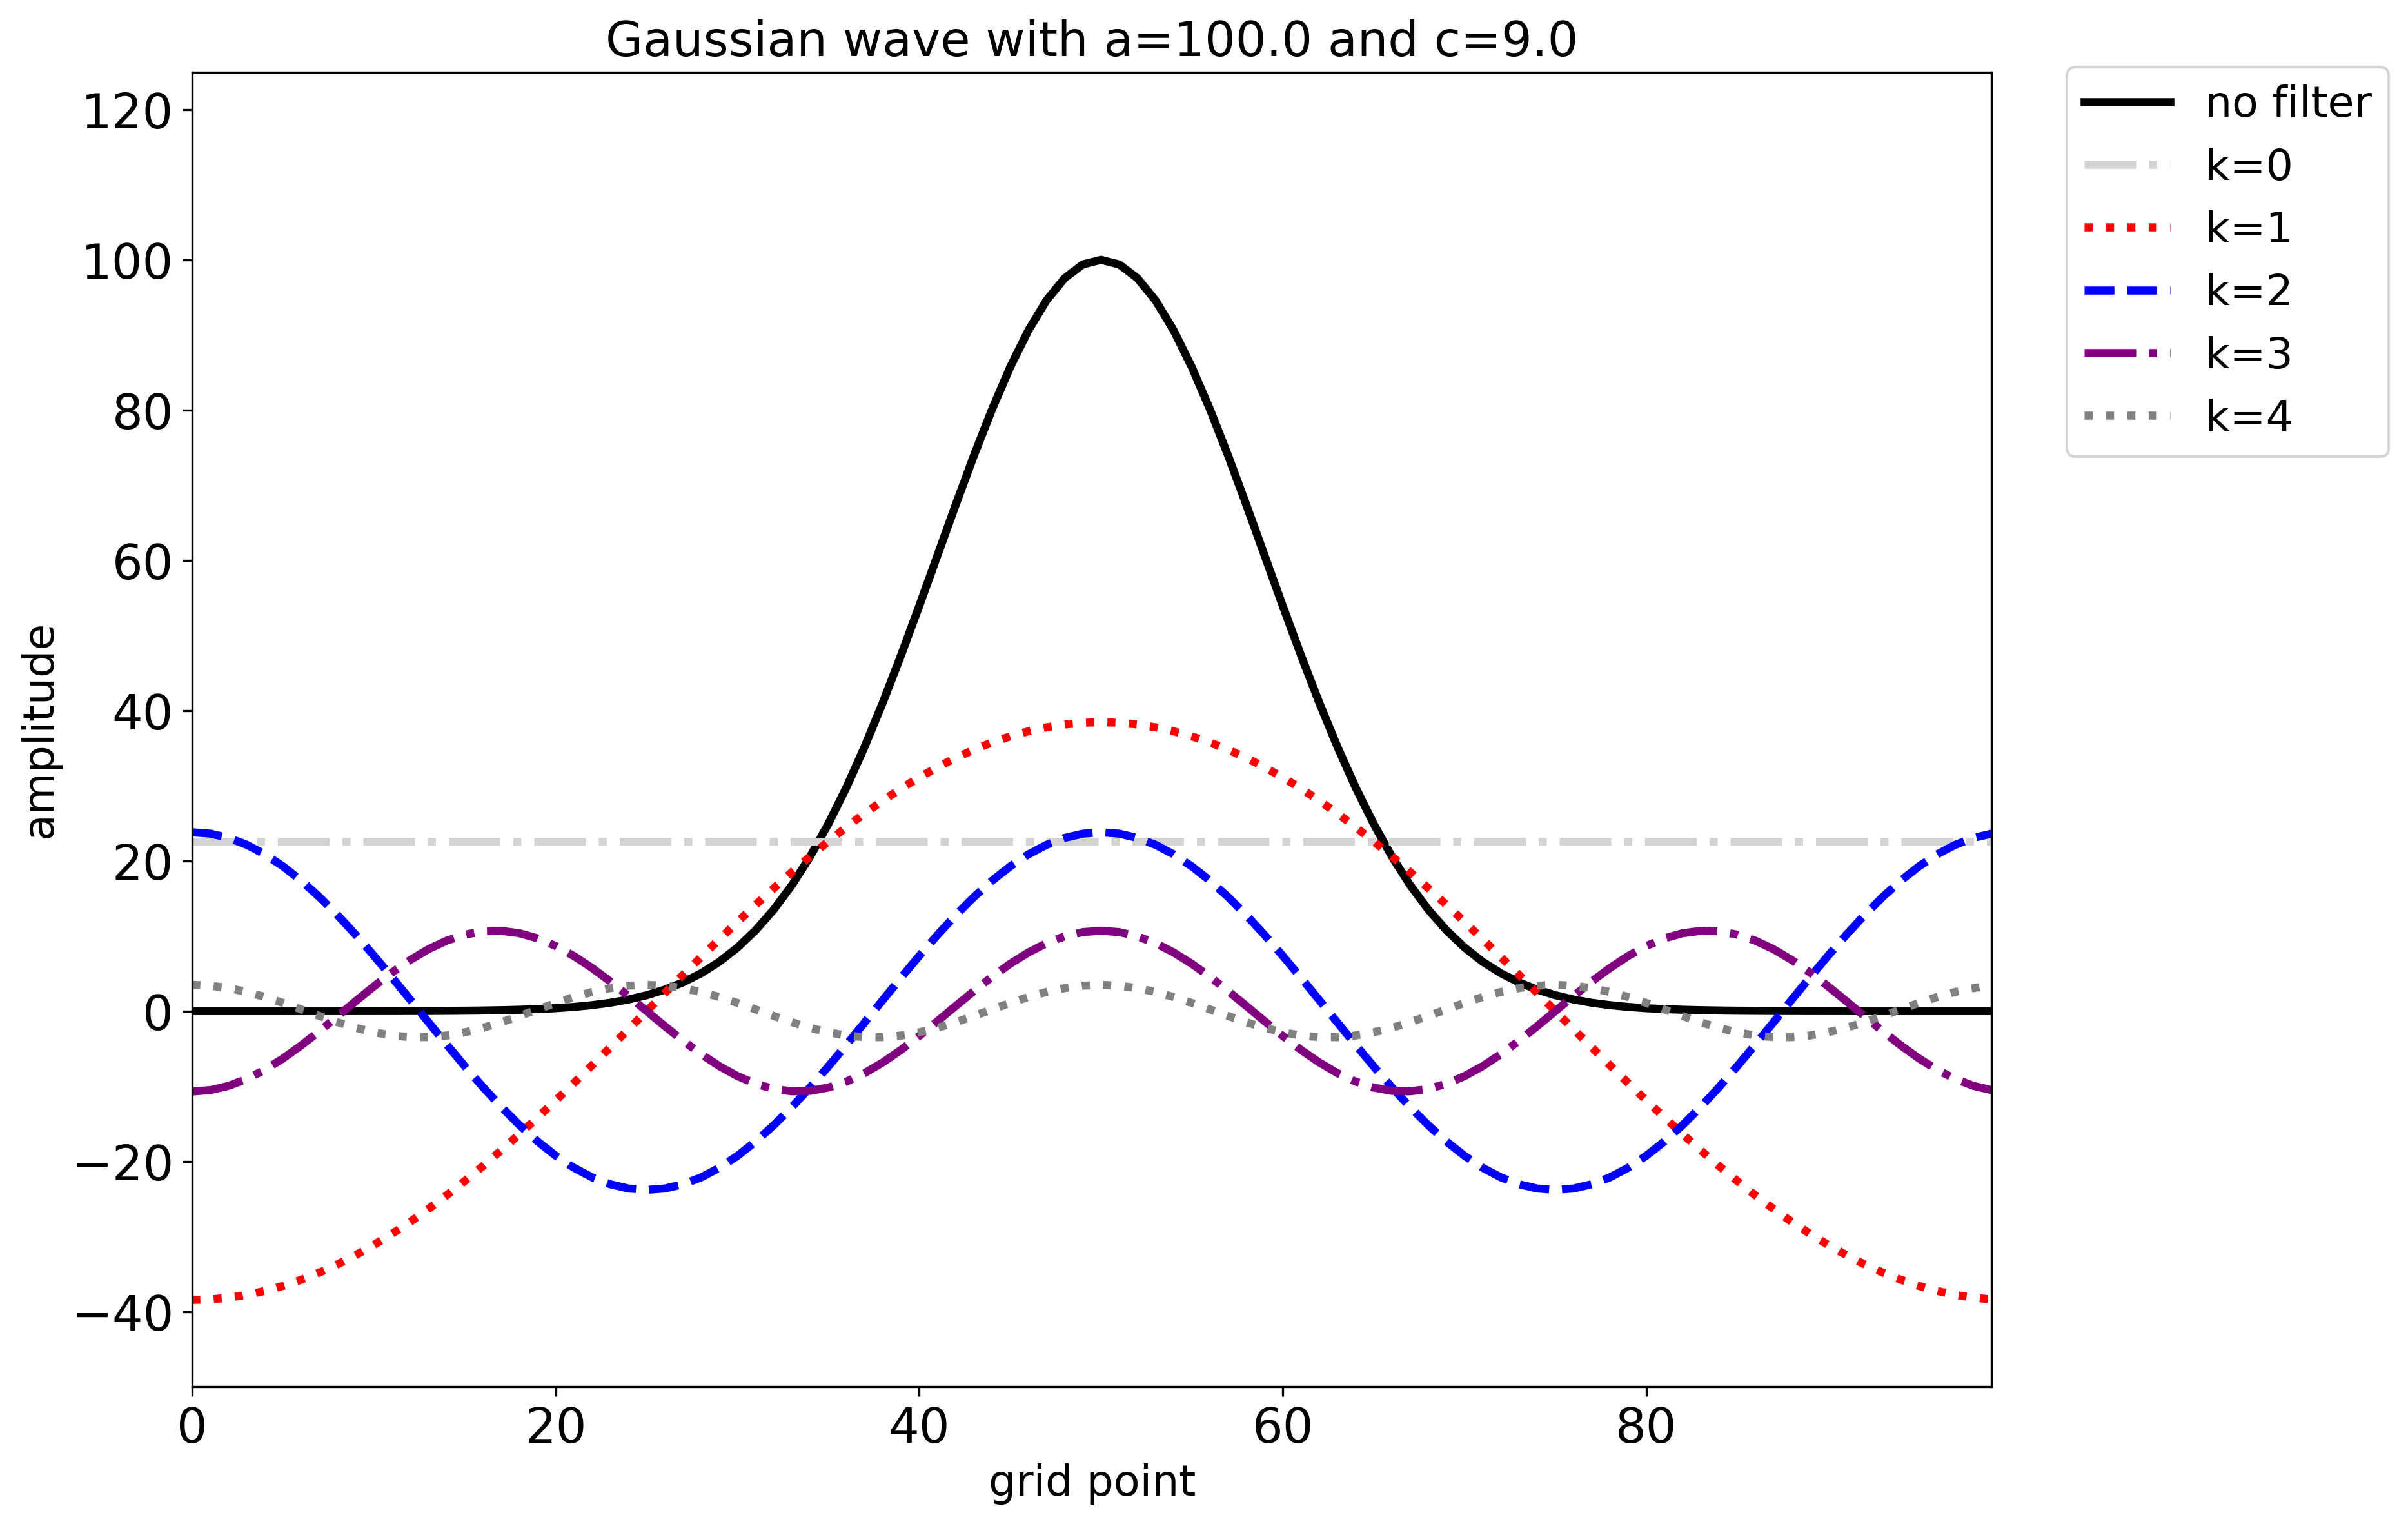 Gaussian wave with a=100.0 and c=9.0
120
100
80
60
40
20
0
−20
−40
amplitude
0 20 40 60 80
grid point
no filter
k=0
k=1
k=2
k=3
k=4